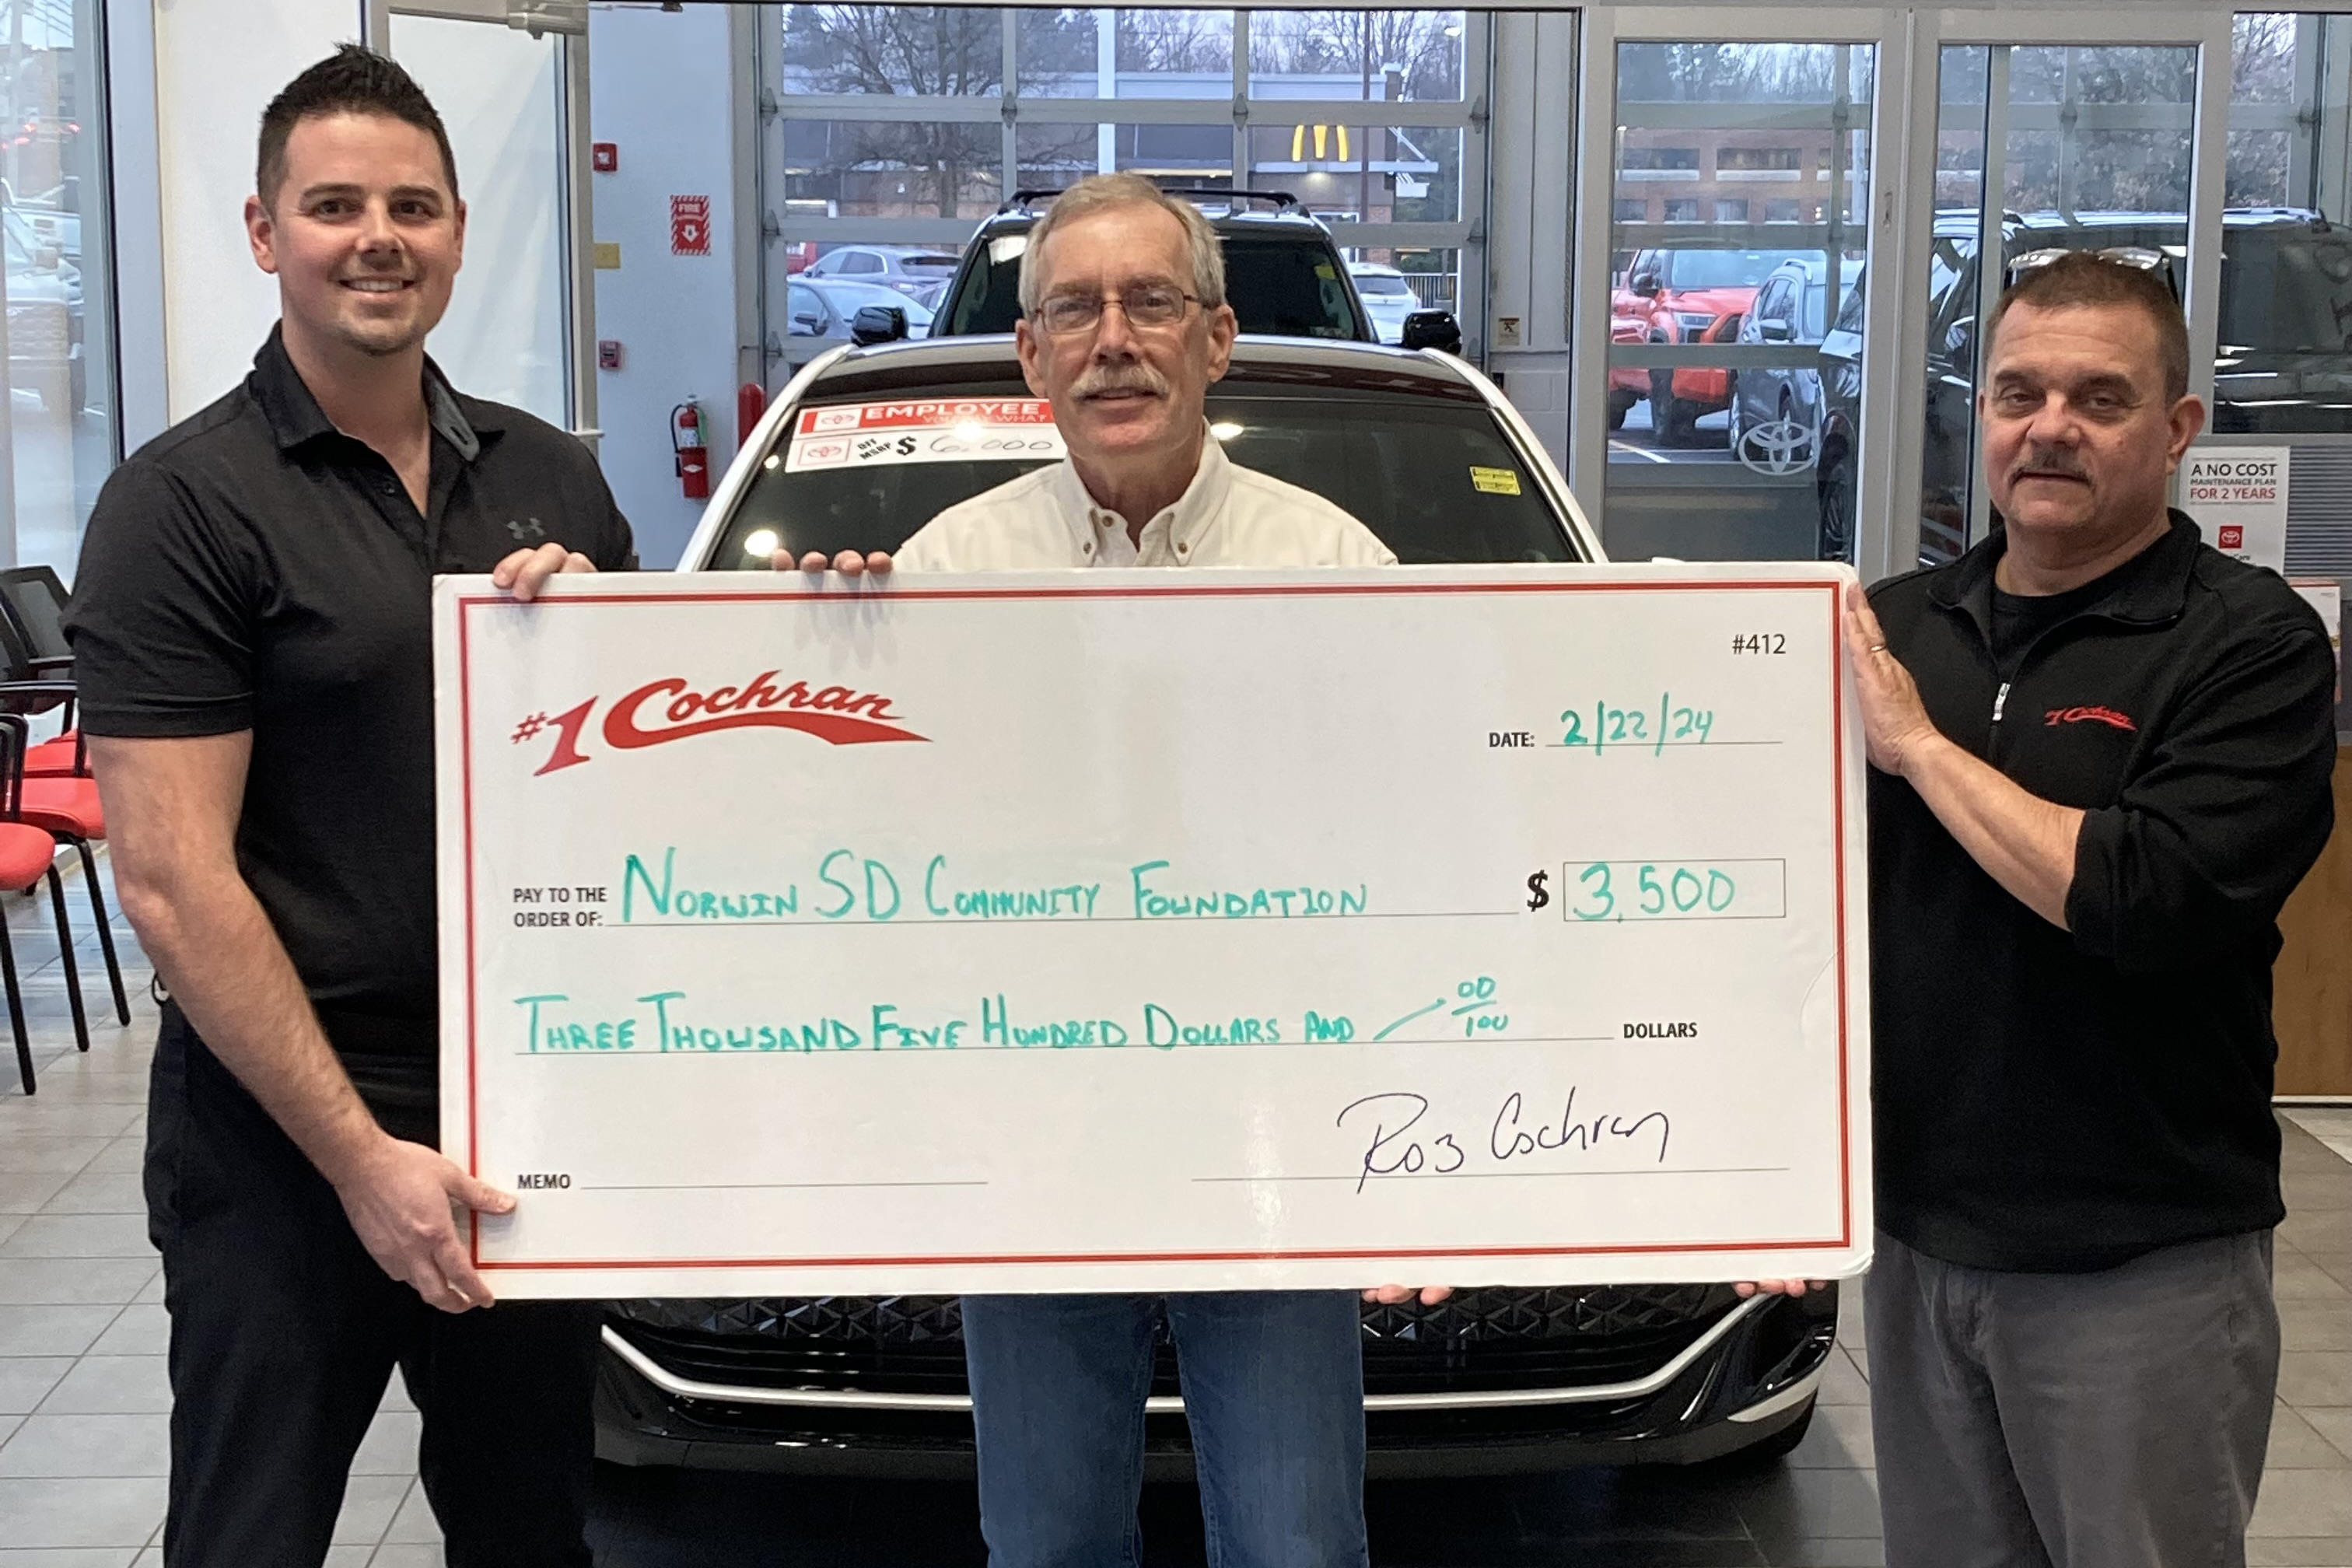 FIRE
EMPLOYEE
OFF MSRP $ 6,000
A NO COST
MAINTENANCE PLAN
FOR 2 YEARS
#1 Cochran
#412
#1 Cochran
DATE: 2/22/24
PAY TO THE
ORDER OF: NORWIN SD COMMUNITY FOUNDATION $ 3,500
THREE THOUSAND FIVE HUNDRED DOLLARS AND 00/100 DOLLARS
MEMO
Rob Cochran